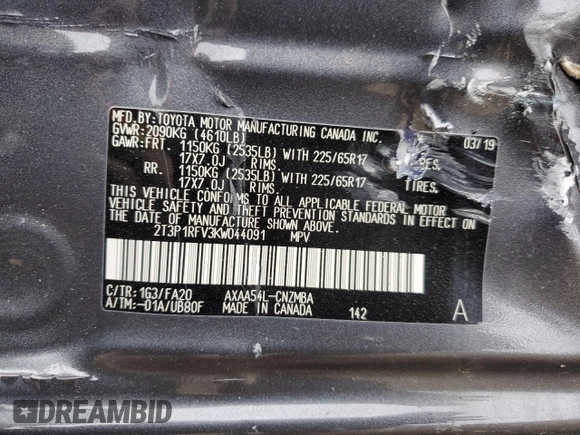 MFD. BY: TOYOTA MOTOR MANUFACTURING CANADA INC.
GVWR: 2090KG (4610LB) 03/19
GAWR: FRT. 1150KG (2535LB) WITH 225/65R17
17X7.0J RIMS.
RR. 1150KG (2535LB) WITH 225/65R17 TIRES.
17X7.0J RIMS.
THIS VEHICLE CONFORMS TO ALL APPLICABLE FEDERAL MOTOR
VEHICLE SAFETY AND THEFT PREVENTION STANDARDS IN EFFECT
ON THE DATE OF MANUFACTURE SHOWN ABOVE.
2T3P1RFV3KW044091 MPV
C/TR: 1G3/FA20 AXAA54L-CNZMBA
A/TM: -01A/UB80F MADE IN CANADA 142 A
DREAMBID